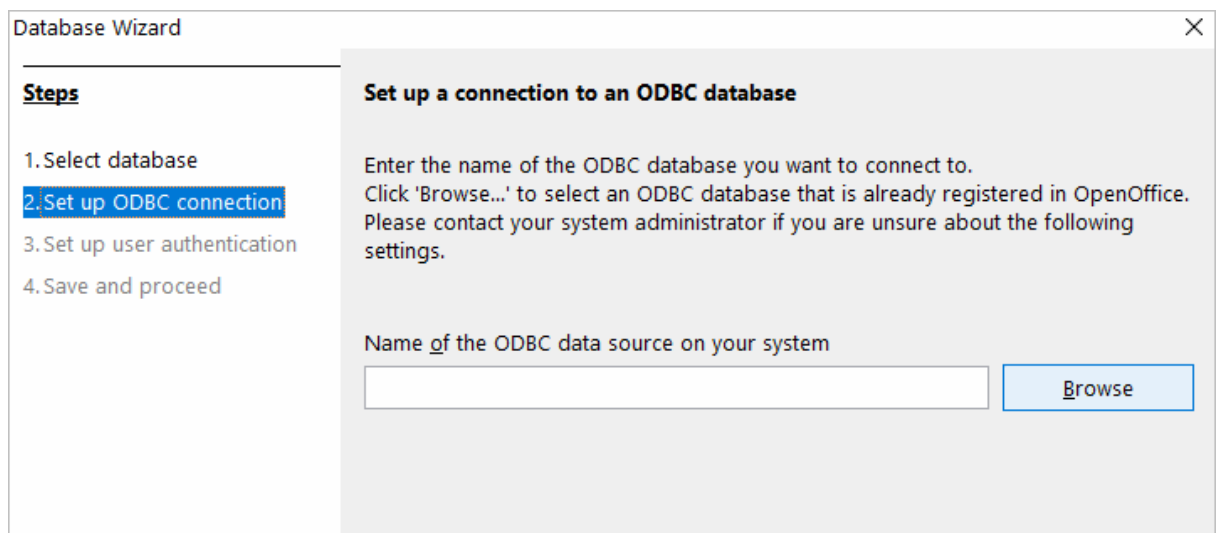 Database Wizard
Steps
1. Select database
2. Set up ODBC connection
3. Set up user authentication
4. Save and proceed
Set up a connection to an ODBC database
Enter the name of the ODBC database you want to connect to.
Click 'Browse...' to select an ODBC database that is already registered in OpenOffice.
Please contact your system administrator if you are unsure about the following
settings.
Name of the ODBC data source on your system
Browse